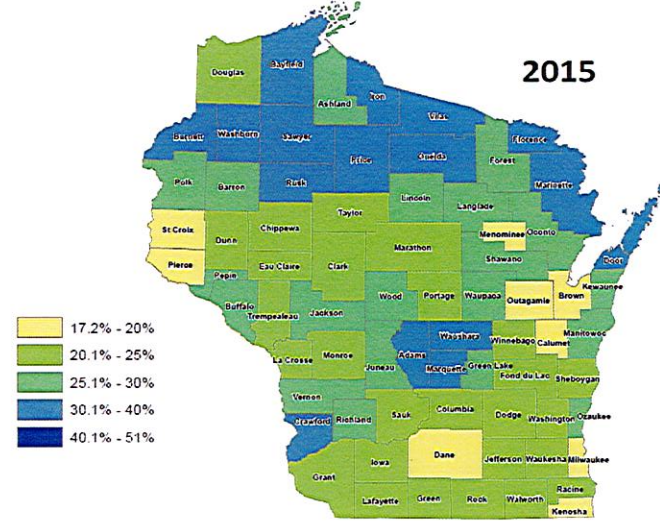 2015
Douglas
Bayfield
Ashland
Iron
Vilas
Florence
Burnett
Washburn
Sawyer
Price
Oneida
Forest
Marinette
Polk
Barron
Rusk
Lincoln
Langlade
Taylor
Menominee
Oconto
St Croix
Dunn
Chippewa
Marathon
Door
Pierce
Eau Claire
Clark
Shawano
Pepin
Kewaunee
Buffalo
Trempealeau
Jackson
Wood
Portage
Waupaca
Outagamie
Brown
17.2% - 20%
20.1% - 25%
25.1% - 30%
30.1% - 40%
40.1% - 51%
La Crosse
Monroe
Juneau
Adams
Waushara
Marquette
Green Lake
Winnebago
Calumet
Manitowoc
Fond du Lac
Sheboygan
Vernon
Crawford
Richland
Sauk
Columbia
Dodge
Washington
Ozaukee
Grant
Iowa
Dane
Jefferson
Waukesha
Milwaukee
Lafayette
Green
Rock
Walworth
Racine
Kenosha